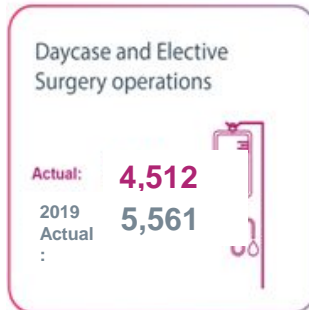 Daycase and Elective
Surgery operations
Actual: 4,512
2019 5,561
Actual
: